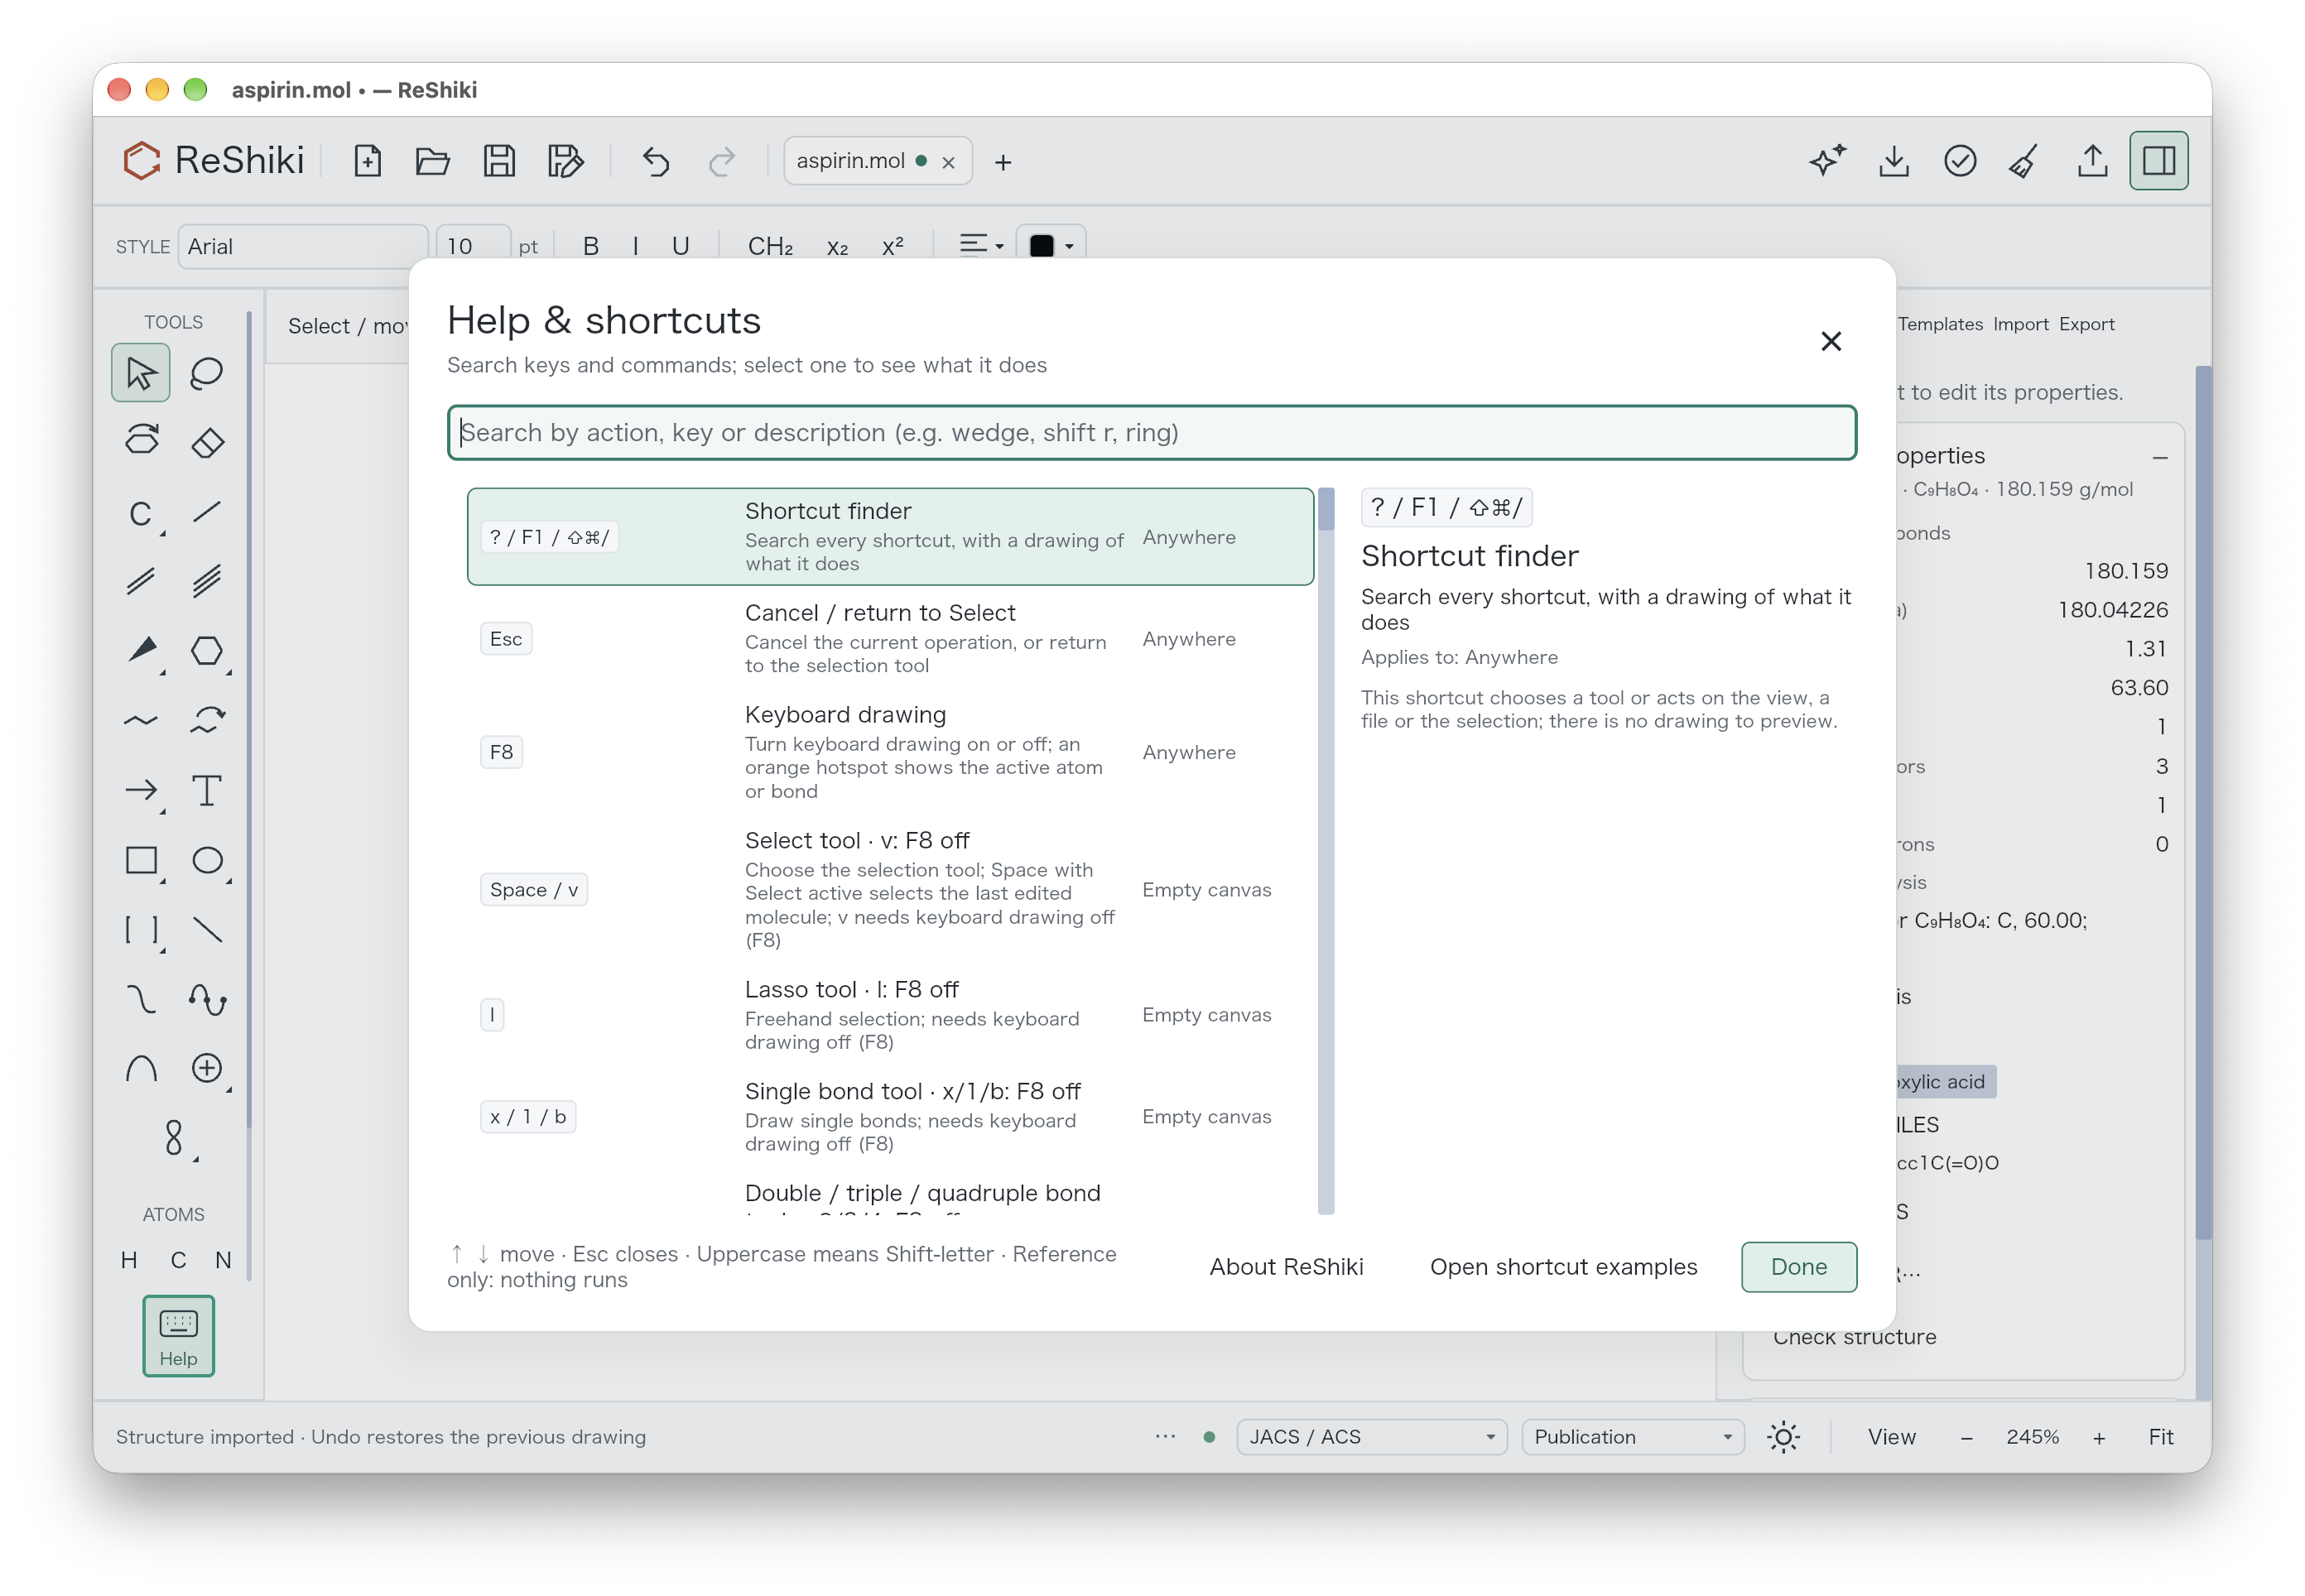 aspirin.mol • — ReShiki
ReShiki
aspirin.mol ● × +
STYLE Arial 10 pt B I U CH₂ x₂ x²
TOOLS
Select / mov
Help & shortcuts
Search keys and commands; select one to see what it does
Search by action, key or description (e.g. wedge, shift r, ring)
? / F1 / ⇧⌘/
Shortcut finder
Search every shortcut, with a drawing of
what it does
Anywhere
Esc
Cancel / return to Select
Cancel the current operation, or return
to the selection tool
Anywhere
F8
Keyboard drawing
Turn keyboard drawing on or off; an
orange hotspot shows the active atom
or bond
Anywhere
Space / v
Select tool · v: F8 off
Choose the selection tool; Space with
Select active selects the last edited
molecule; v needs keyboard drawing off
(F8)
Empty canvas
l
Lasso tool · l: F8 off
Freehand selection; needs keyboard
drawing off (F8)
Empty canvas
x / 1 / b
Single bond tool · x/1/b: F8 off
Draw single bonds; needs keyboard
drawing off (F8)
Empty canvas
Double / triple / quadruple bond
? / F1 / ⇧⌘/
Shortcut finder
Search every shortcut, with a drawing of what it
does
Applies to: Anywhere
This shortcut chooses a tool or acts on the view, a
file or the selection; there is no drawing to preview.
↑ ↓ move · Esc closes · Uppercase means Shift-letter · Reference
only: nothing runs
About ReShiki
Open shortcut examples
Done
Templates Import Export
t to edit its properties.
operties −
· C₉H₈O₄ · 180.159 g/mol
onds
180.159
a) 180.04226
1.31
63.60
1
ors 3
1
rons 0
ysis
r C₉H₈O₄: C, 60.00;
is
oxylic acid
ILES
cc1C(=O)O
S
R···
Check structure
C
T
[ ]
ATOMS
H C N
Help
Structure imported · Undo restores the previous drawing
··· ● JACS / ACS
Publication
View − 245% + Fit